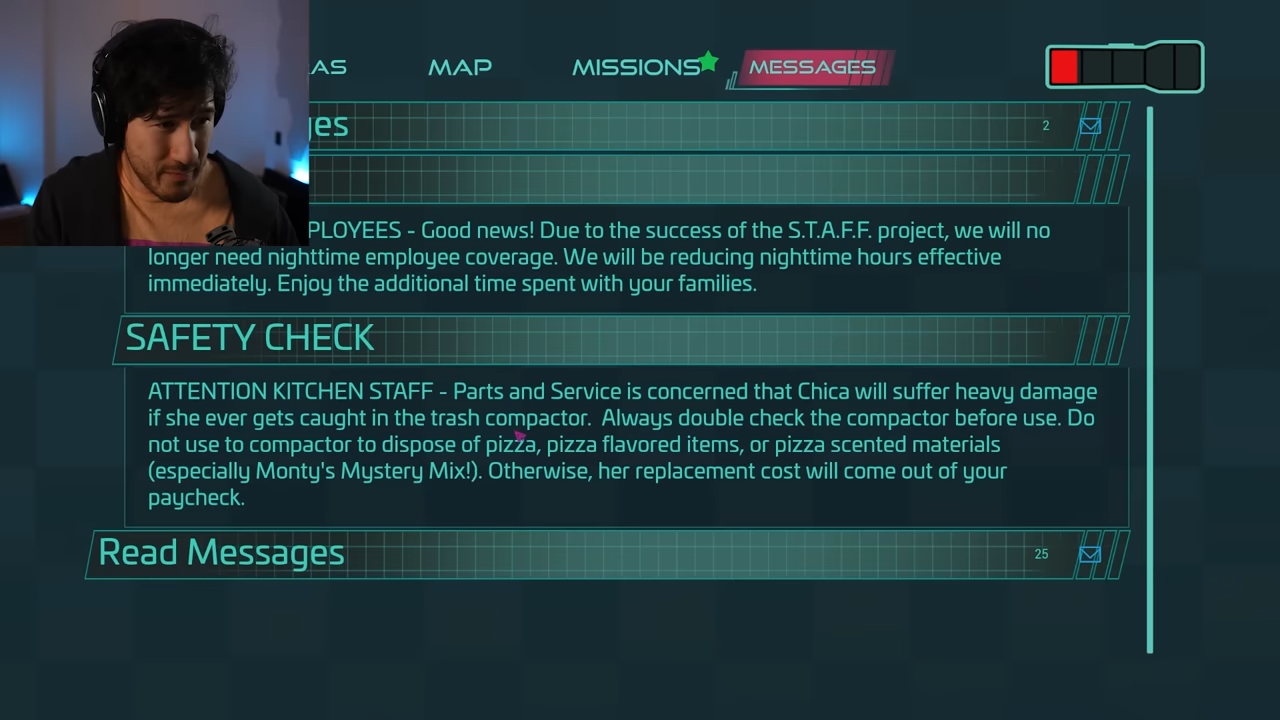 AS MAP MISSIONS MESSAGES
ges 2
PLOYEES - Good news! Due to the success of the S.T.A.F.F. project, we will no
longer need nighttime employee coverage. We will be reducing nighttime hours effective
immediately. Enjoy the additional time spent with your families.
SAFETY CHECK
ATTENTION KITCHEN STAFF - Parts and Service is concerned that Chica will suffer heavy damage
if she ever gets caught in the trash compactor. Always double check the compactor before use. Do
not use to compactor to dispose of pizza, pizza flavored items, or pizza scented materials
(especially Monty's Mystery Mix!). Otherwise, her replacement cost will come out of your
paycheck.
Read Messages 25